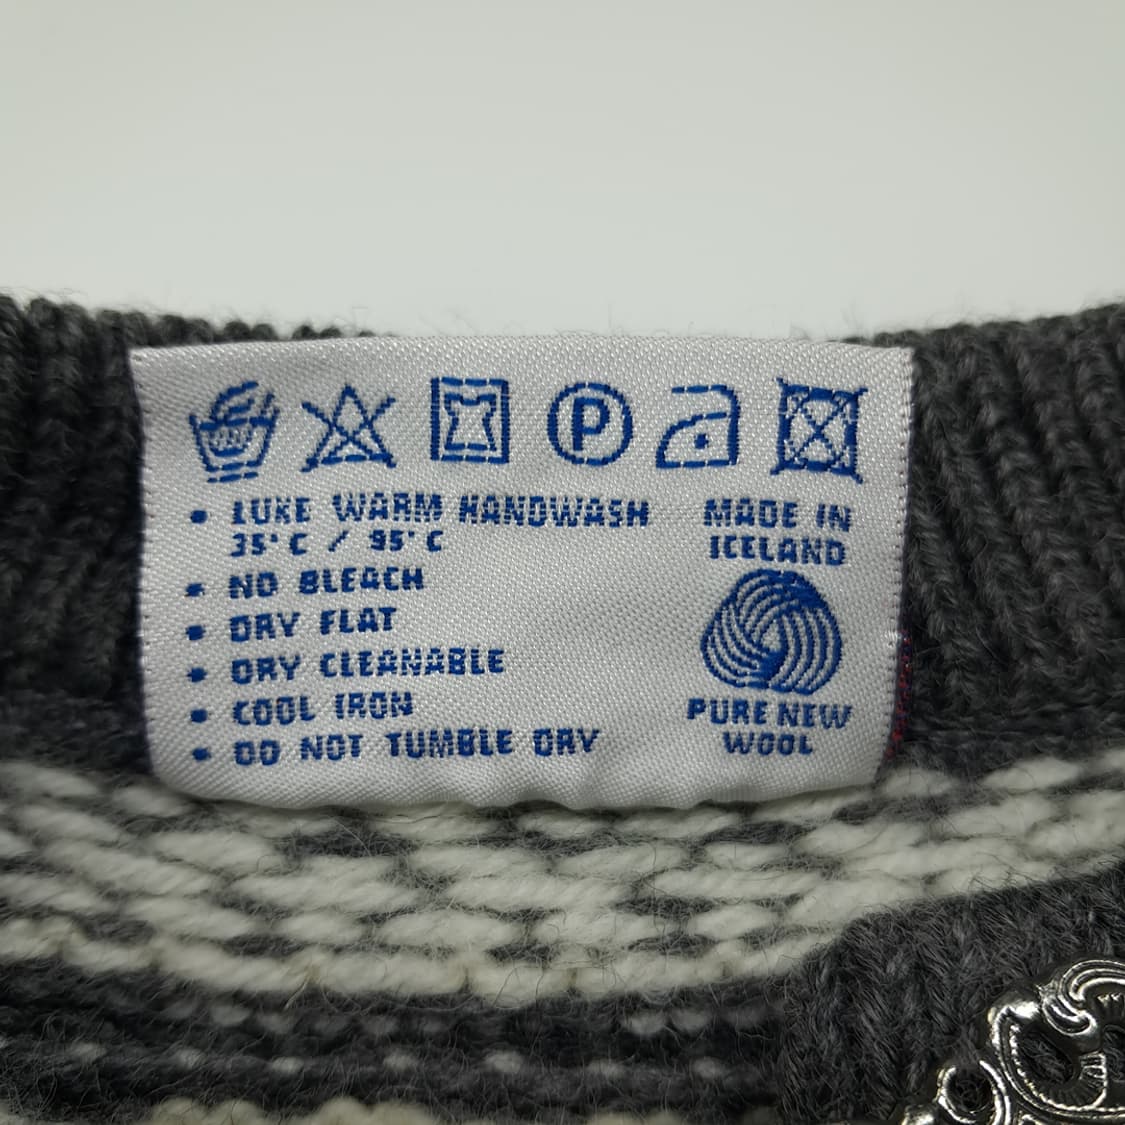 P
• LUKE WARM HANDWASH
35°C / 95°C
• NO BLEACH
• DRY FLAT
• DRY CLEANABLE
• COOL IRON
• DO NOT TUMBLE DRY
MADE IN
ICELAND
PURE NEW
WOOL